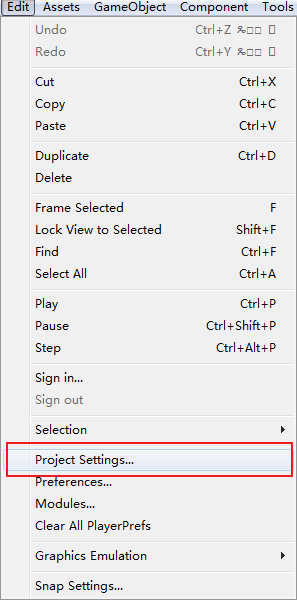 Edit Assets GameObject Component Tools
Undo Ctrl+Z
Redo Ctrl+Y
Cut Ctrl+X
Copy Ctrl+C
Paste Ctrl+V
Duplicate Ctrl+D
Delete
Frame Selected F
Lock View to Selected Shift+F
Find Ctrl+F
Select All Ctrl+A
Play Ctrl+P
Pause Ctrl+Shift+P
Step Ctrl+Alt+P
Sign in...
Sign out
Selection
Project Settings...
Preferences...
Modules...
Clear All PlayerPrefs
Graphics Emulation
Snap Settings...